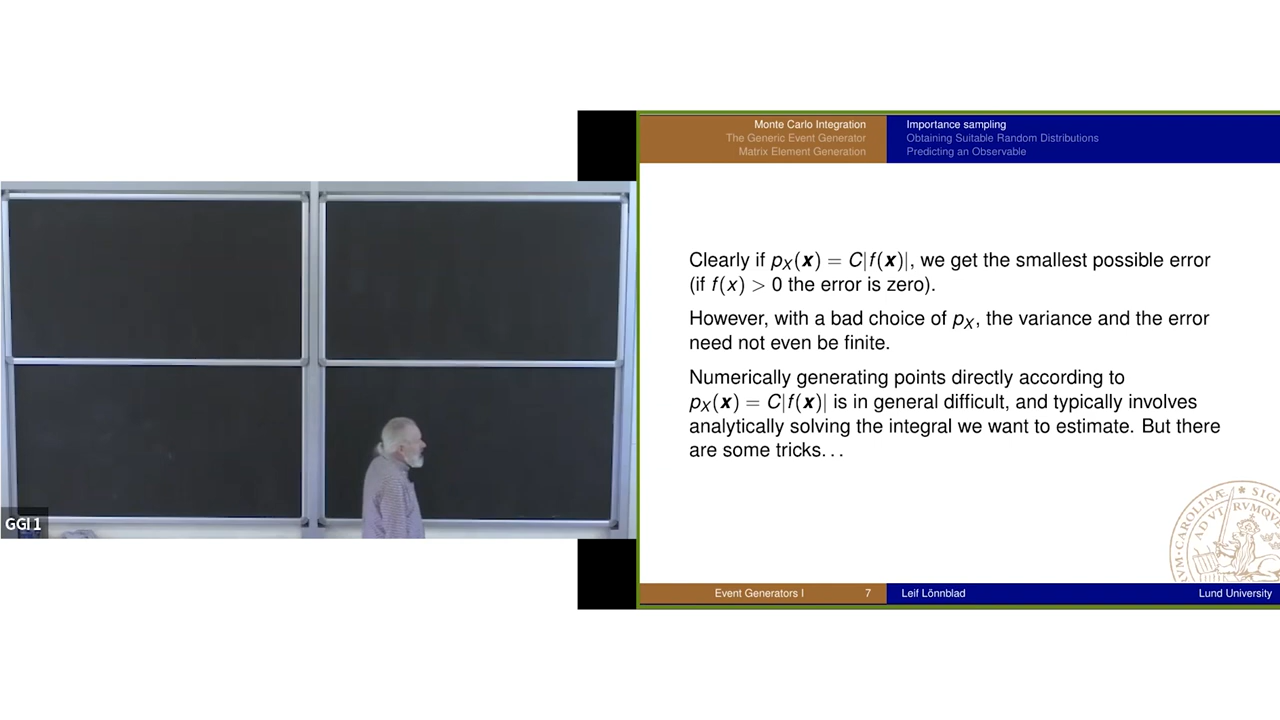 Monte Carlo Integration
The Generic Event Generator
Matrix Element Generation
Importance sampling
Obtaining Suitable Random Distributions
Predicting an Observable
Clearly if pX(x) = C|f(x)|, we get the smallest possible error
(if f(x) > 0 the error is zero).
However, with a bad choice of pX, the variance and the error
need not even be finite.
Numerically generating points directly according to
pX(x) = C|f(x)| is in general difficult, and typically involves
analytically solving the integral we want to estimate. But there
are some tricks...
GGI 1
Event Generators I 7 Leif Lönnblad Lund University